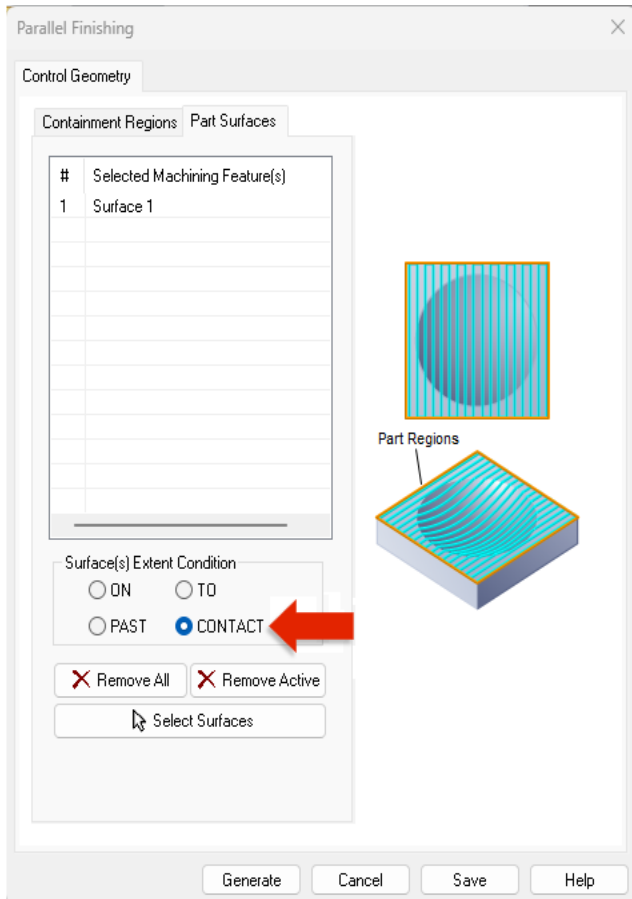 Parallel Finishing
Control Geometry
Containment Regions Part Surfaces
# Selected Machining Feature(s)
1 Surface 1
Part Regions
Surface(s) Extent Condition
ON TO
PAST CONTACT
Remove All Remove Active
Select Surfaces
Generate Cancel Save Help